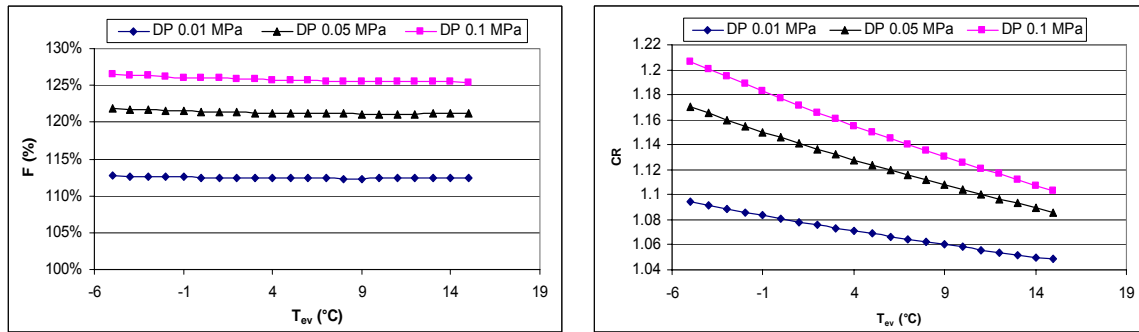 DP 0.01 MPa DP 0.05 MPa DP 0.1 MPa
130%
125%
120%
115%
110%
105%
100%
F (%)
-6 -1 4 9 14 19
Tev (°C)
DP 0.01 MPa DP 0.05 MPa DP 0.1 MPa
1.22
1.2
1.18
1.16
1.14
1.12
1.1
1.08
1.06
1.04
CR
-6 -1 4 9 14 19
Tev (°C)